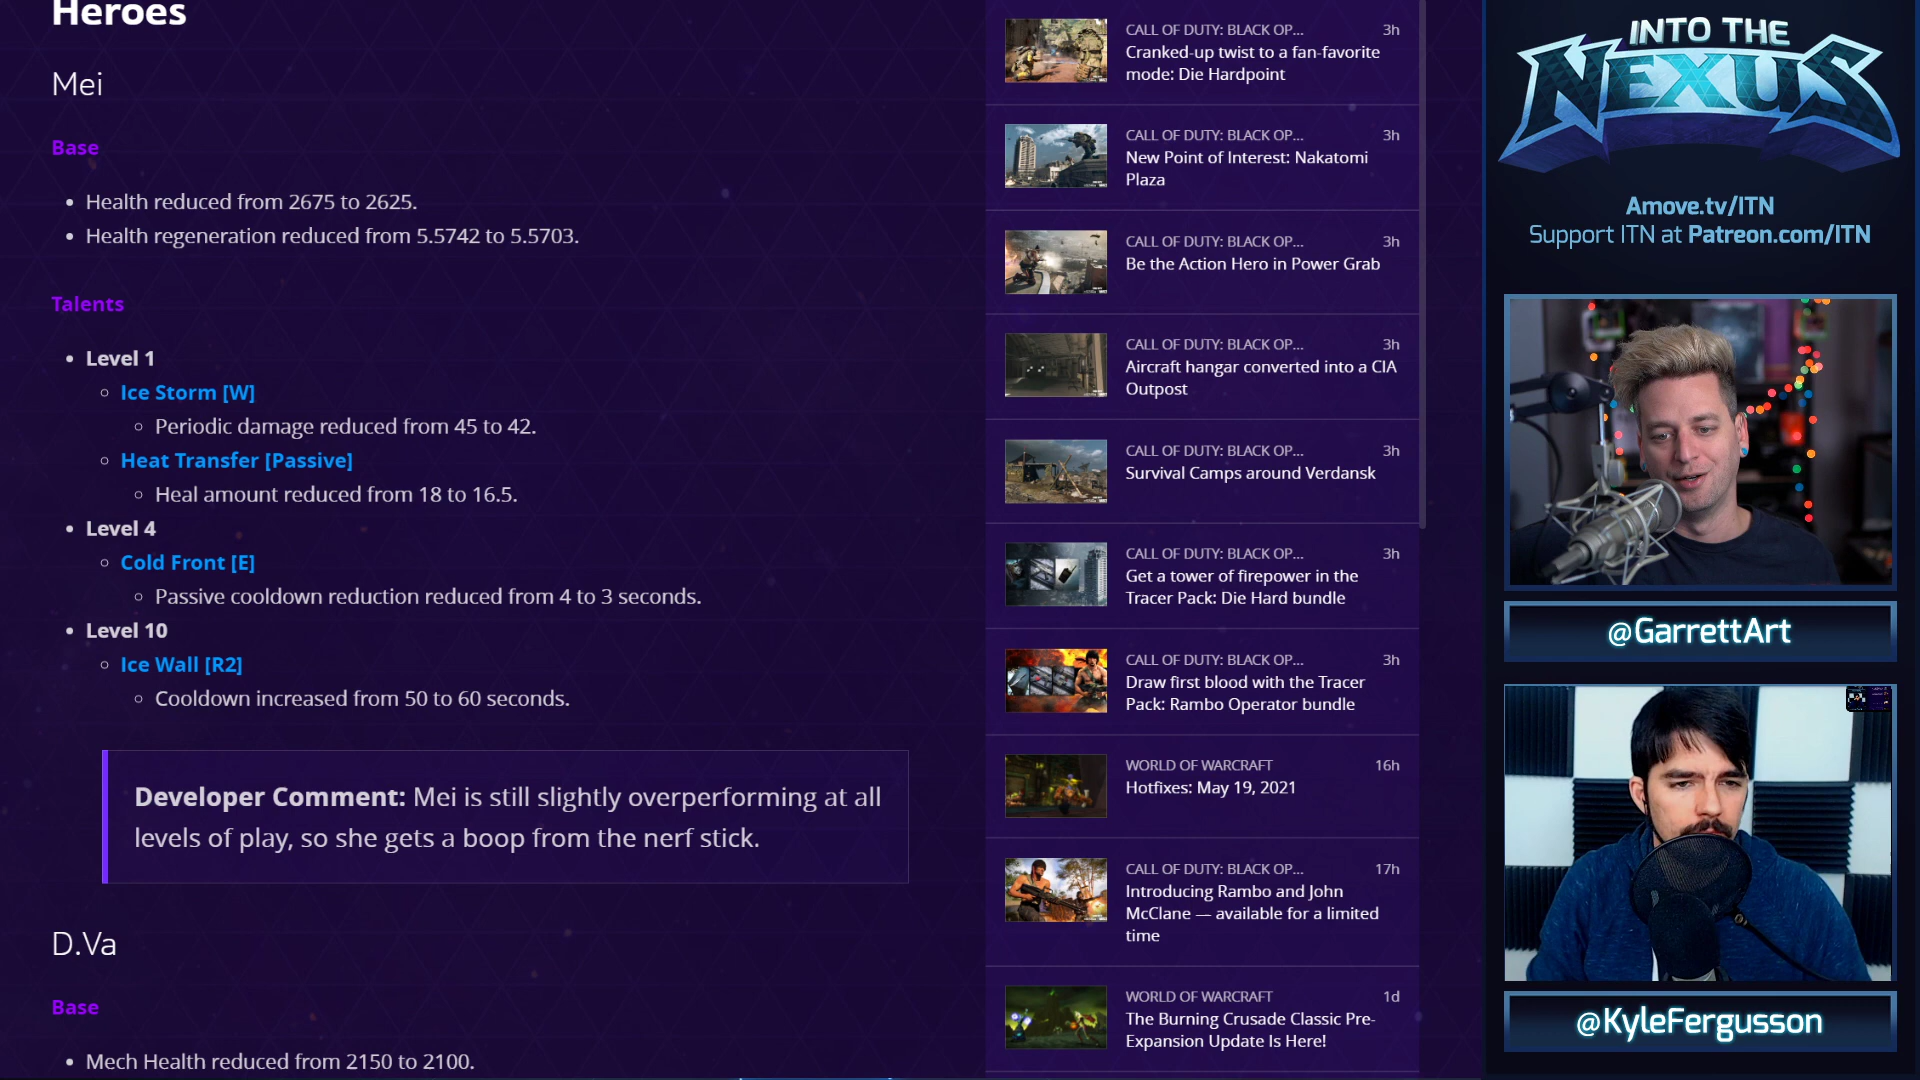 Heroes
Mei
Base
Health reduced from 2675 to 2625.
Health regeneration reduced from 5.5742 to 5.5703.
Talents
Level 1
Ice Storm [W]
Periodic damage reduced from 45 to 42.
Heat Transfer [Passive]
Heal amount reduced from 18 to 16.5.
Level 4
Cold Front [E]
Passive cooldown reduction reduced from 4 to 3 seconds.
Level 10
Ice Wall [R2]
Cooldown increased from 50 to 60 seconds.
Developer Comment: Mei is still slightly overperforming at all
levels of play, so she gets a boop from the nerf stick.
D.Va
Base
Mech Health reduced from 2150 to 2100.
CALL OF DUTY: BLACK OP... 3h
Cranked-up twist to a fan-favorite
mode: Die Hardpoint
CALL OF DUTY: BLACK OP... 3h
New Point of Interest: Nakatomi
Plaza
CALL OF DUTY: BLACK OP... 3h
Be the Action Hero in Power Grab
CALL OF DUTY: BLACK OP... 3h
Aircraft hangar converted into a CIA
Outpost
CALL OF DUTY: BLACK OP... 3h
Survival Camps around Verdansk
CALL OF DUTY: BLACK OP... 3h
Get a tower of firepower in the
Tracer Pack: Die Hard bundle
CALL OF DUTY: BLACK OP... 3h
Draw first blood with the Tracer
Pack: Rambo Operator bundle
WORLD OF WARCRAFT 16h
Hotfixes: May 19, 2021
CALL OF DUTY: BLACK OP... 17h
Introducing Rambo and John
McClane — available for a limited
time
WORLD OF WARCRAFT 1d
The Burning Crusade Classic Pre-
Expansion Update Is Here!
INTO THE
NEXUS
Amove.tv/ITN
Support ITN at Patreon.com/ITN
@GarrettArt
@KyleFergusson